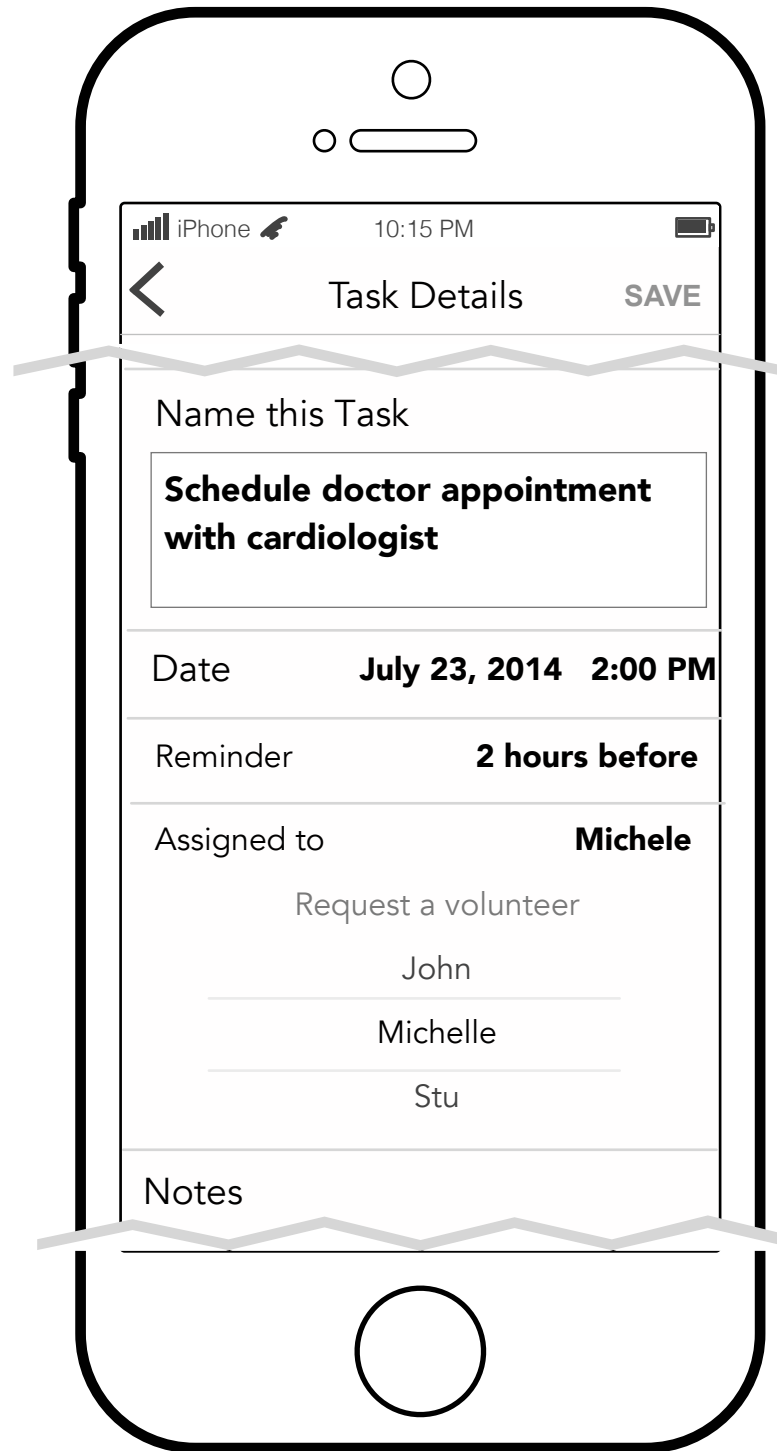 iPhone 10:15 PM
Task Details SAVE
Name this Task
Schedule doctor appointment
with cardiologist
Date July 23, 2014 2:00 PM
Reminder 2 hours before
Assigned to Michele
Request a volunteer
John
Michelle
Stu
Notes